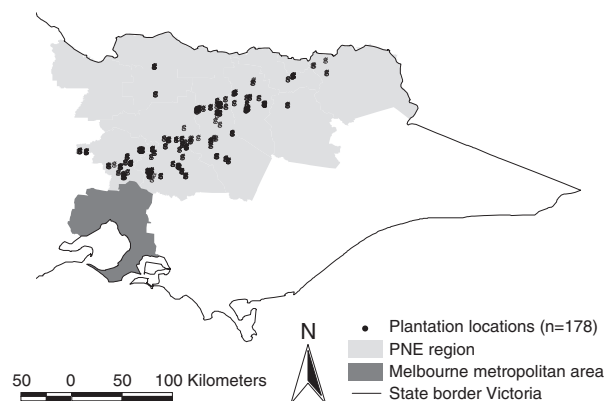 N
Plantation locations (n=178)
PNE region
Melbourne metropolitan area
State border Victoria
50 0 50 100 Kilometers